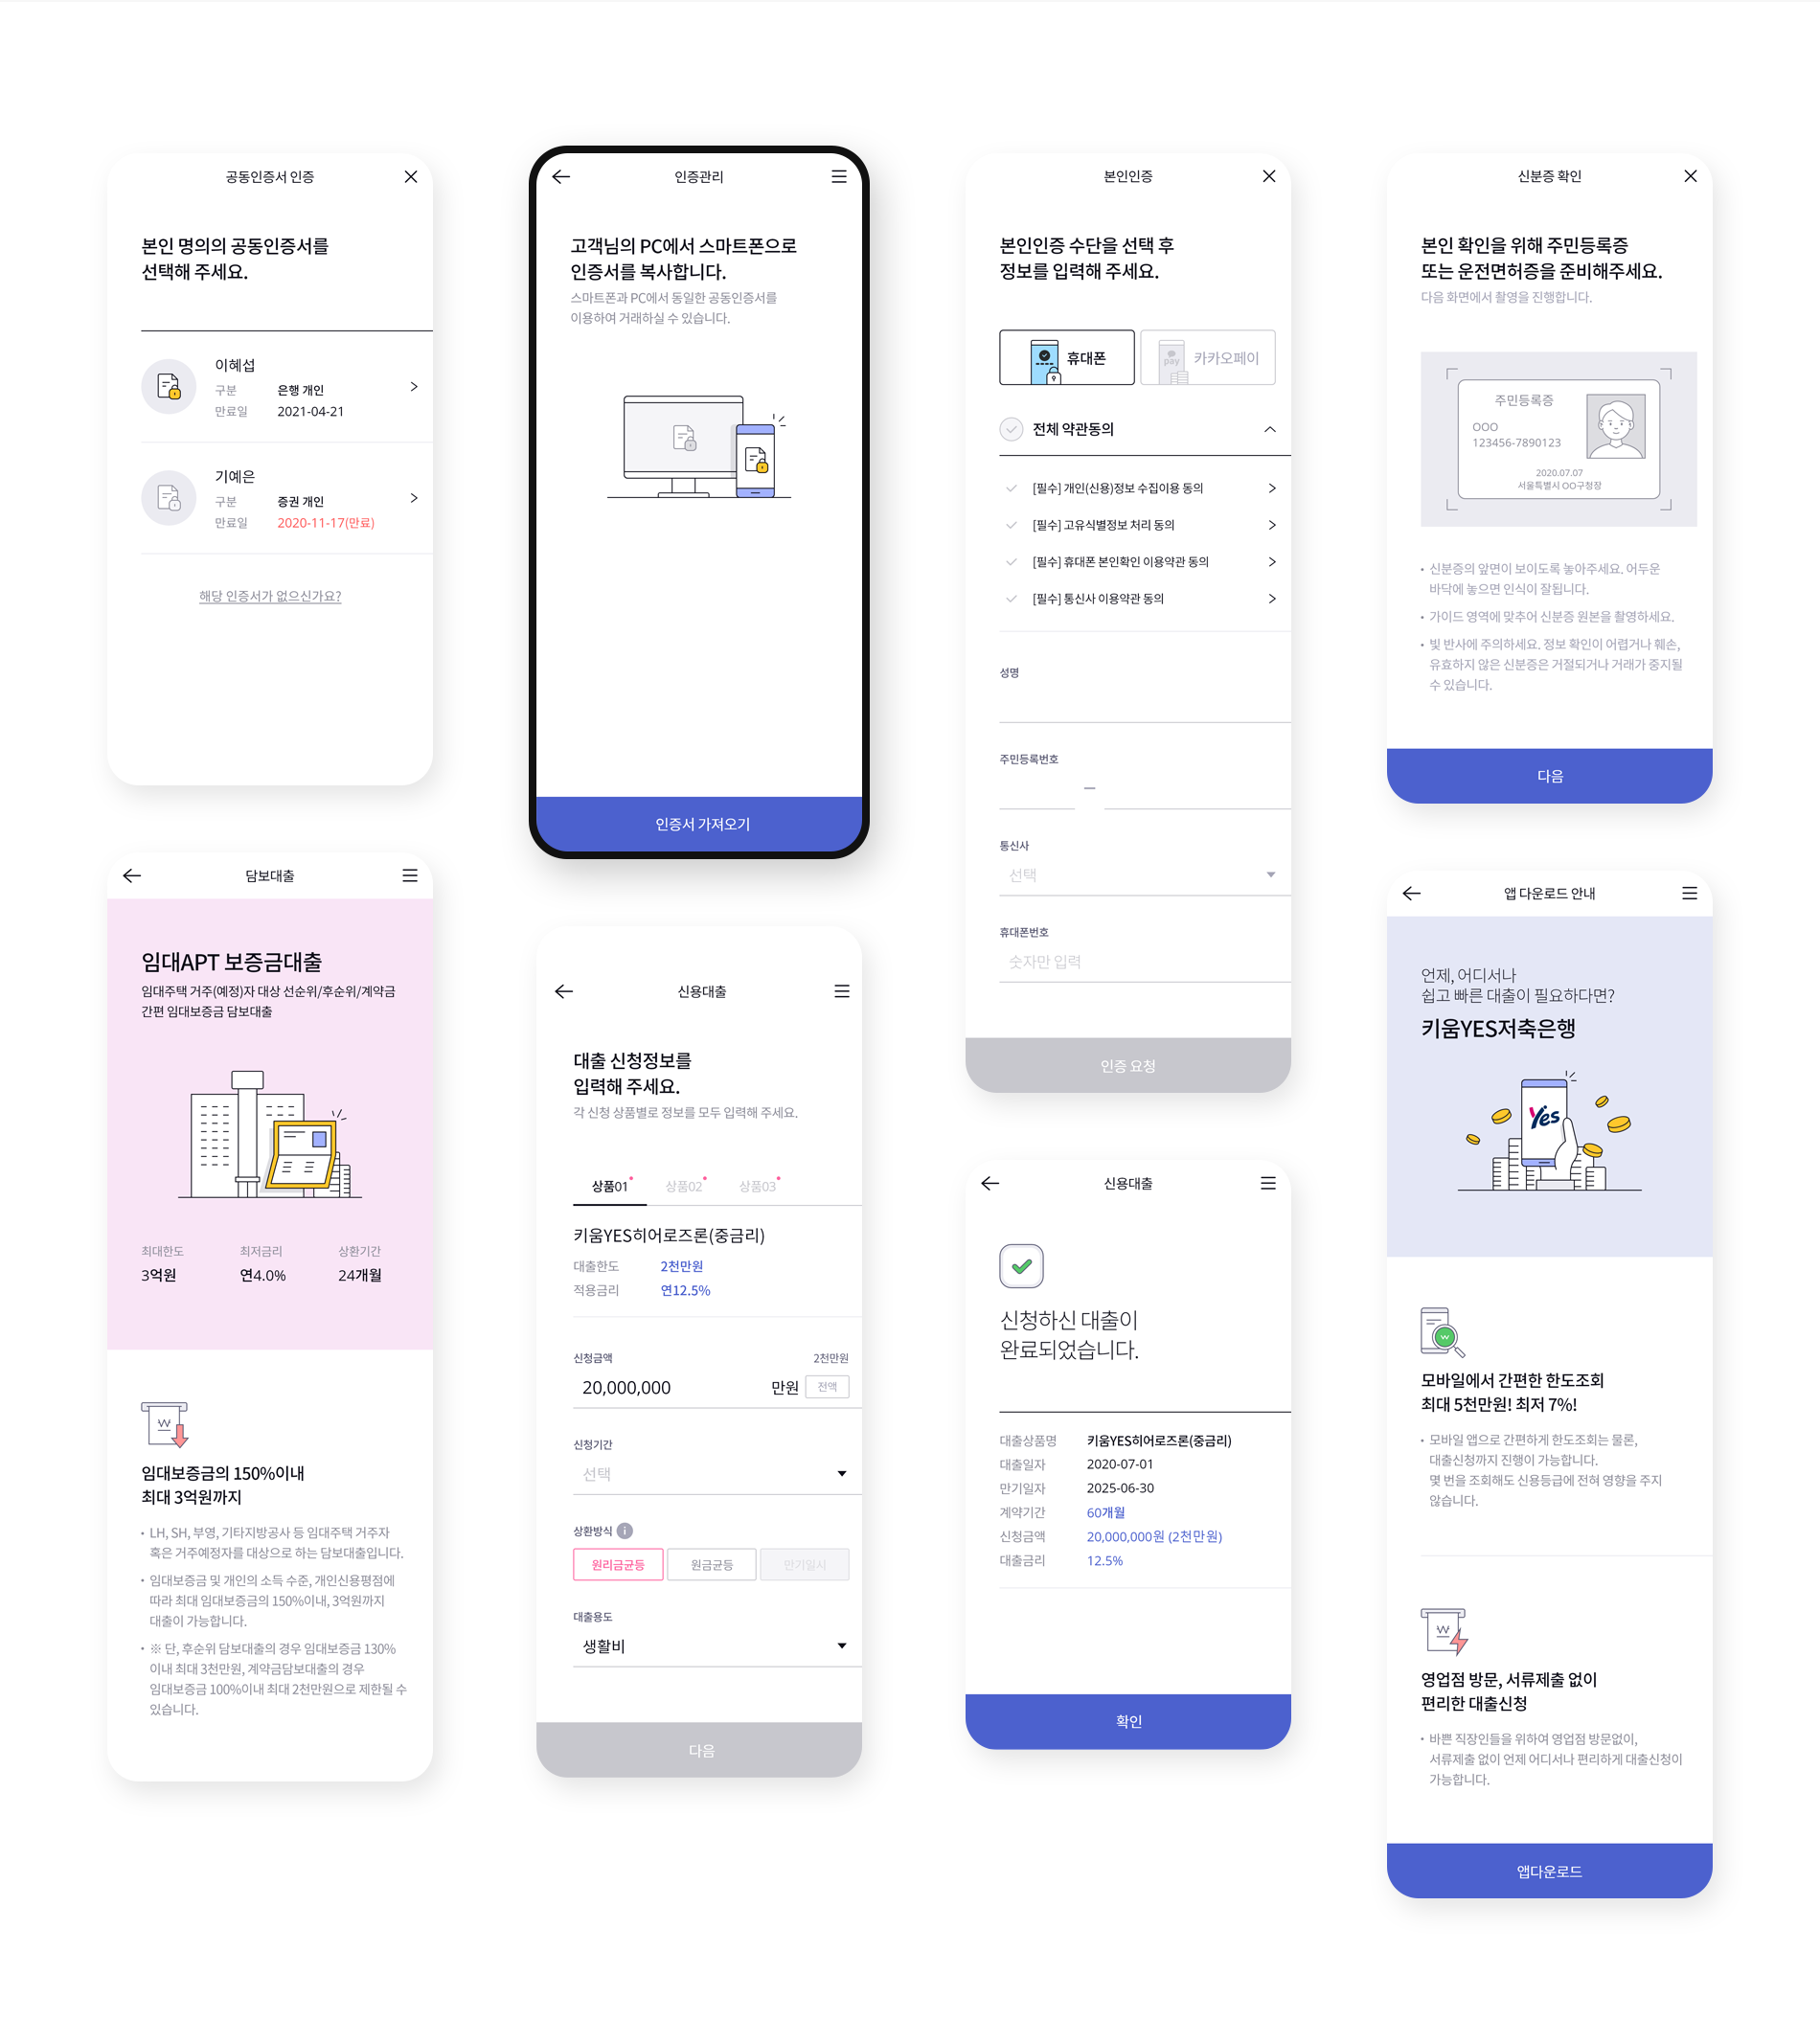 공동인증서 인증
본인 명의의 공동인증서를
선택해 주세요.
이혜섭
구분 은행 개인
만료일 2021-04-21
기예은
구분 증권 개인
만료일 2020-11-17(만료)
해당 인증서가 없으신가요?
담보대출
임대APT 보증금대출
임대주택 거주(예정)자 대상 선순위/후순위/계약금
간편 임대보증금 담보대출
최대한도 최저금리 상환기간
3억원 연4.0% 24개월
임대보증금의 150%이내
최대 3억원까지
• LH, SH, 부영, 기타지방공사 등 임대주택 거주자
혹은 거주예정자를 대상으로 하는 담보대출입니다.
• 임대보증금 및 개인의 소득 수준, 개인신용평점에
따라 최대 임대보증금의 150%이내, 3억원까지
대출이 가능합니다.
• ※ 단, 후순위 담보대출의 경우 임대보증금 130%
이내 최대 3천만원, 계약금담보대출의 경우
임대보증금 100%이내 최대 2천만원으로 제한될 수
있습니다.
인증관리
고객님의 PC에서 스마트폰으로
인증서를 복사합니다.
스마트폰과 PC에서 동일한 공동인증서를
이용하여 거래하실 수 있습니다.
인증서 가져오기
신용대출
대출 신청정보를
입력해 주세요.
각 신청 상품별로 정보를 모두 입력해 주세요.
상품01 상품02 상품03
키움YES히어로즈론(중금리)
대출한도 2천만원
적용금리 연12.5%
신청금액 2천만원
20,000,000 만원 전액
신청기간
선택
상환방식
원리금균등 원금균등 만기일시
대출용도
생활비
다음
본인인증
본인인증 수단을 선택 후
정보를 입력해 주세요.
휴대폰 pay 카카오페이
전체 약관동의
[필수] 개인(신용)정보 수집이용 동의
[필수] 고유식별정보 처리 동의
[필수] 휴대폰 본인확인 이용약관 동의
[필수] 통신사 이용약관 동의
성명
주민등록번호
–
통신사
선택
휴대폰번호
숫자만 입력
인증 요청
신용대출
신청하신 대출이
완료되었습니다.
대출상품명 키움YES히어로즈론(중금리)
대출일자 2020-07-01
만기일자 2025-06-30
계약기간 60개월
신청금액 20,000,000원 (2천만원)
대출금리 12.5%
확인
신분증 확인
본인 확인을 위해 주민등록증
또는 운전면허증을 준비해주세요.
다음 화면에서 촬영을 진행합니다.
주민등록증
OOO
123456-7890123
2020.07.07
서울특별시 OO구청장
• 신분증의 앞면이 보이도록 놓아주세요. 어두운
바닥에 놓으면 인식이 잘됩니다.
• 가이드 영역에 맞추어 신분증 원본을 촬영하세요.
• 빛 반사에 주의하세요. 정보 확인이 어렵거나 훼손,
유효하지 않은 신분증은 거절되거나 거래가 중지될
수 있습니다.
다음
앱 다운로드 안내
언제, 어디서나
쉽고 빠른 대출이 필요하다면?
키움YES저축은행
Yes
모바일에서 간편한 한도조회
최대 5천만원! 최저 7%!
• 모바일 앱으로 간편하게 한도조회는 물론,
대출신청까지 진행이 가능합니다.
몇 번을 조회해도 신용등급에 전혀 영향을 주지
않습니다.
영업점 방문, 서류제출 없이
편리한 대출신청
• 바쁜 직장인들을 위하여 영업점 방문없이,
서류제출 없이 언제 어디서나 편리하게 대출신청이
가능합니다.
앱다운로드